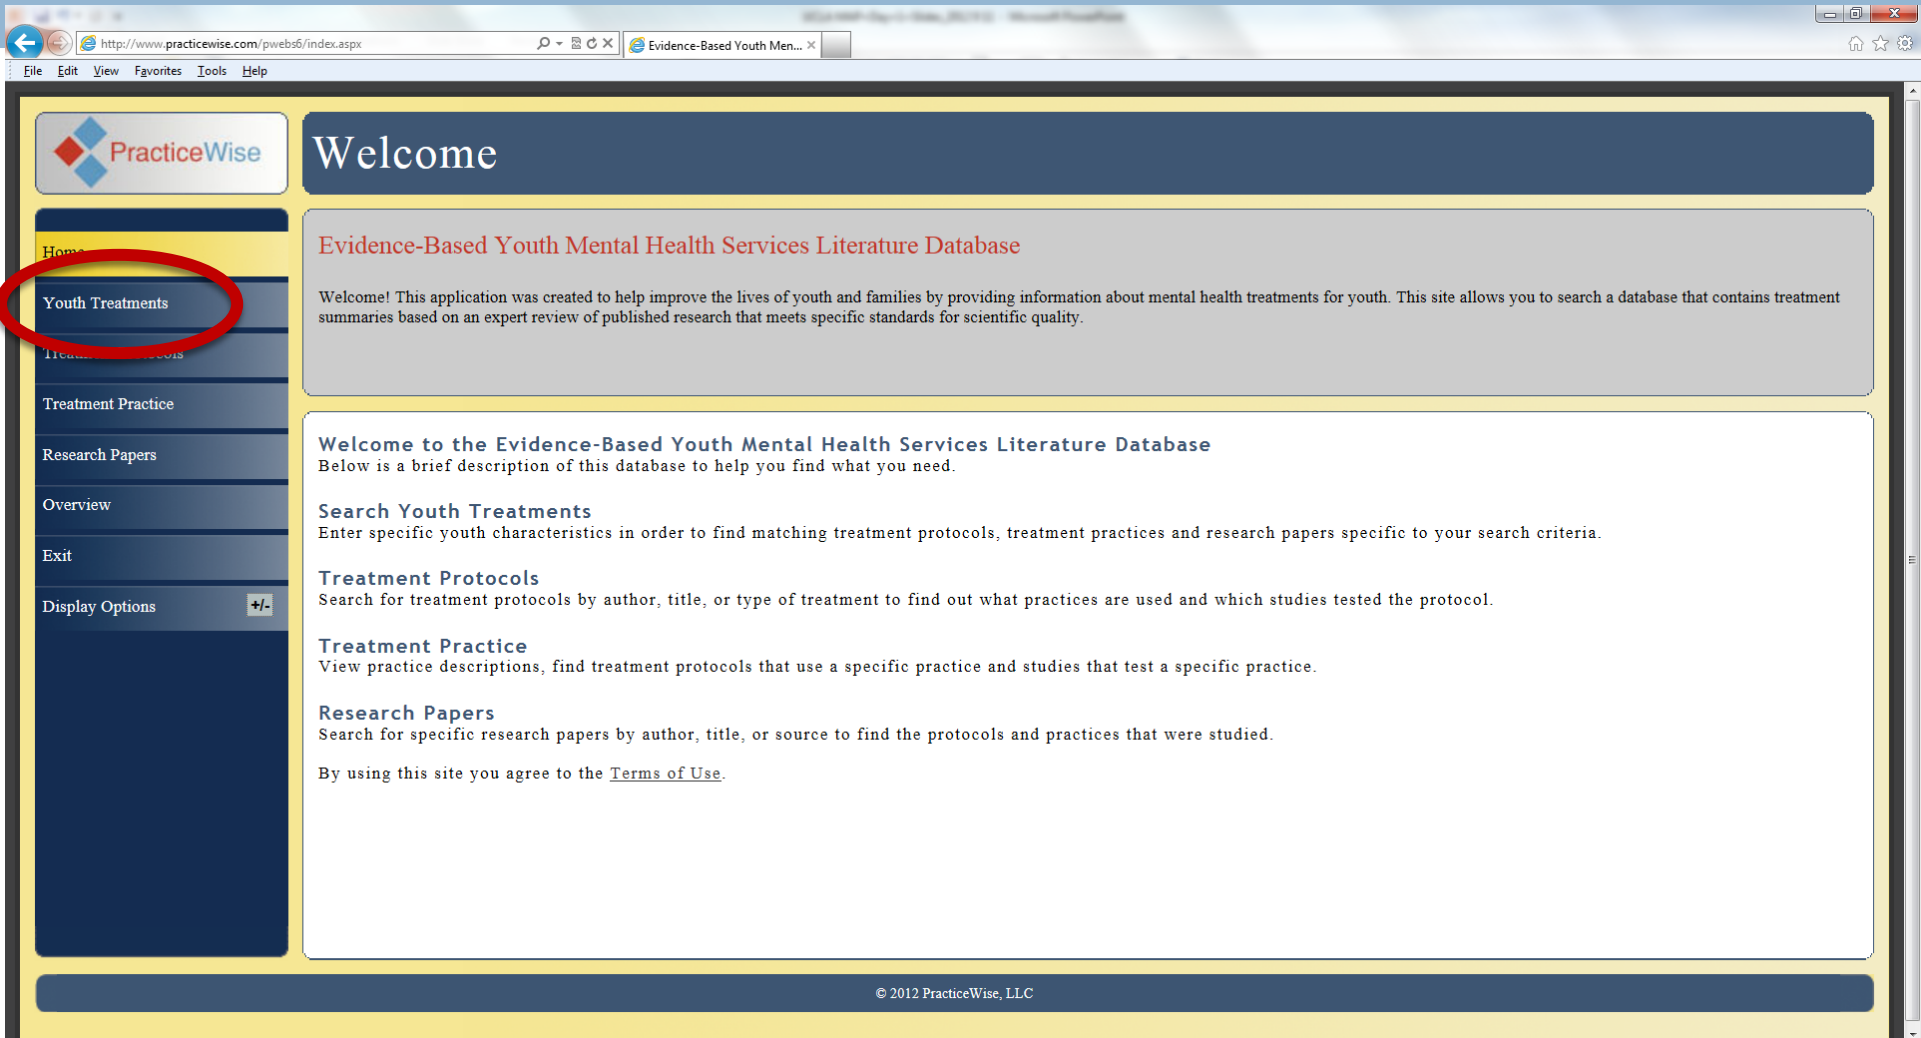 http://www.practicewise.com/pwebs6/index.aspx
Evidence-Based Youth Men...
File Edit View Favorites Tools Help
PracticeWise
Welcome
Home
Youth Treatments
Treatment Practice
Research Papers
Overview
Exit
Display Options +/-
Evidence-Based Youth Mental Health Services Literature Database
Welcome! This application was created to help improve the lives of youth and families by providing information about mental health treatments for youth. This site allows you to search a database that contains treatment
summaries based on an expert review of published research that meets specific standards for scientific quality.
Welcome to the Evidence-Based Youth Mental Health Services Literature Database
Below is a brief description of this database to help you find what you need.
Search Youth Treatments
Enter specific youth characteristics in order to find matching treatment protocols, treatment practices and research papers specific to your search criteria.
Treatment Protocols
Search for treatment protocols by author, title, or type of treatment to find out what practices are used and which studies tested the protocol.
Treatment Practice
View practice descriptions, find treatment protocols that use a specific practice and studies that test a specific practice.
Research Papers
Search for specific research papers by author, title, or source to find the protocols and practices that were studied.
By using this site you agree to the Terms of Use.
© 2012 PracticeWise, LLC